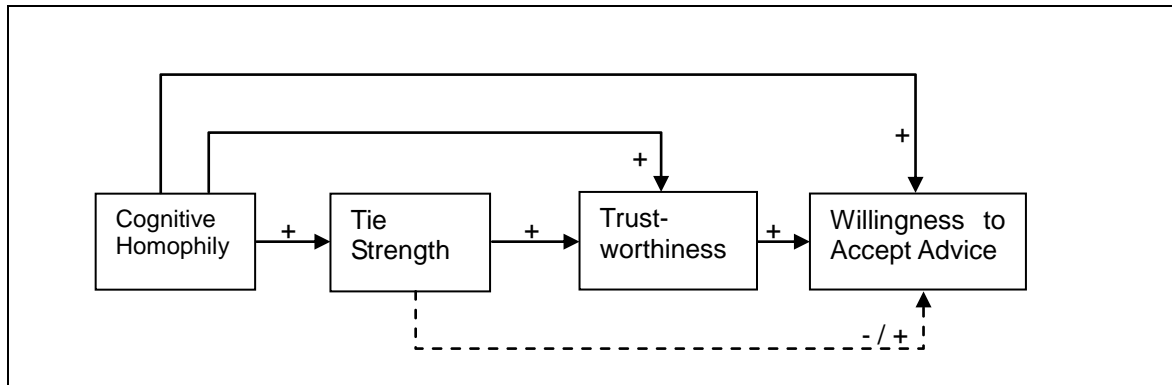 +
+
Cognitive
Homophily
+
Tie
Strength
+
Trust-
worthiness
+
Willingness to
Accept Advice
- / +